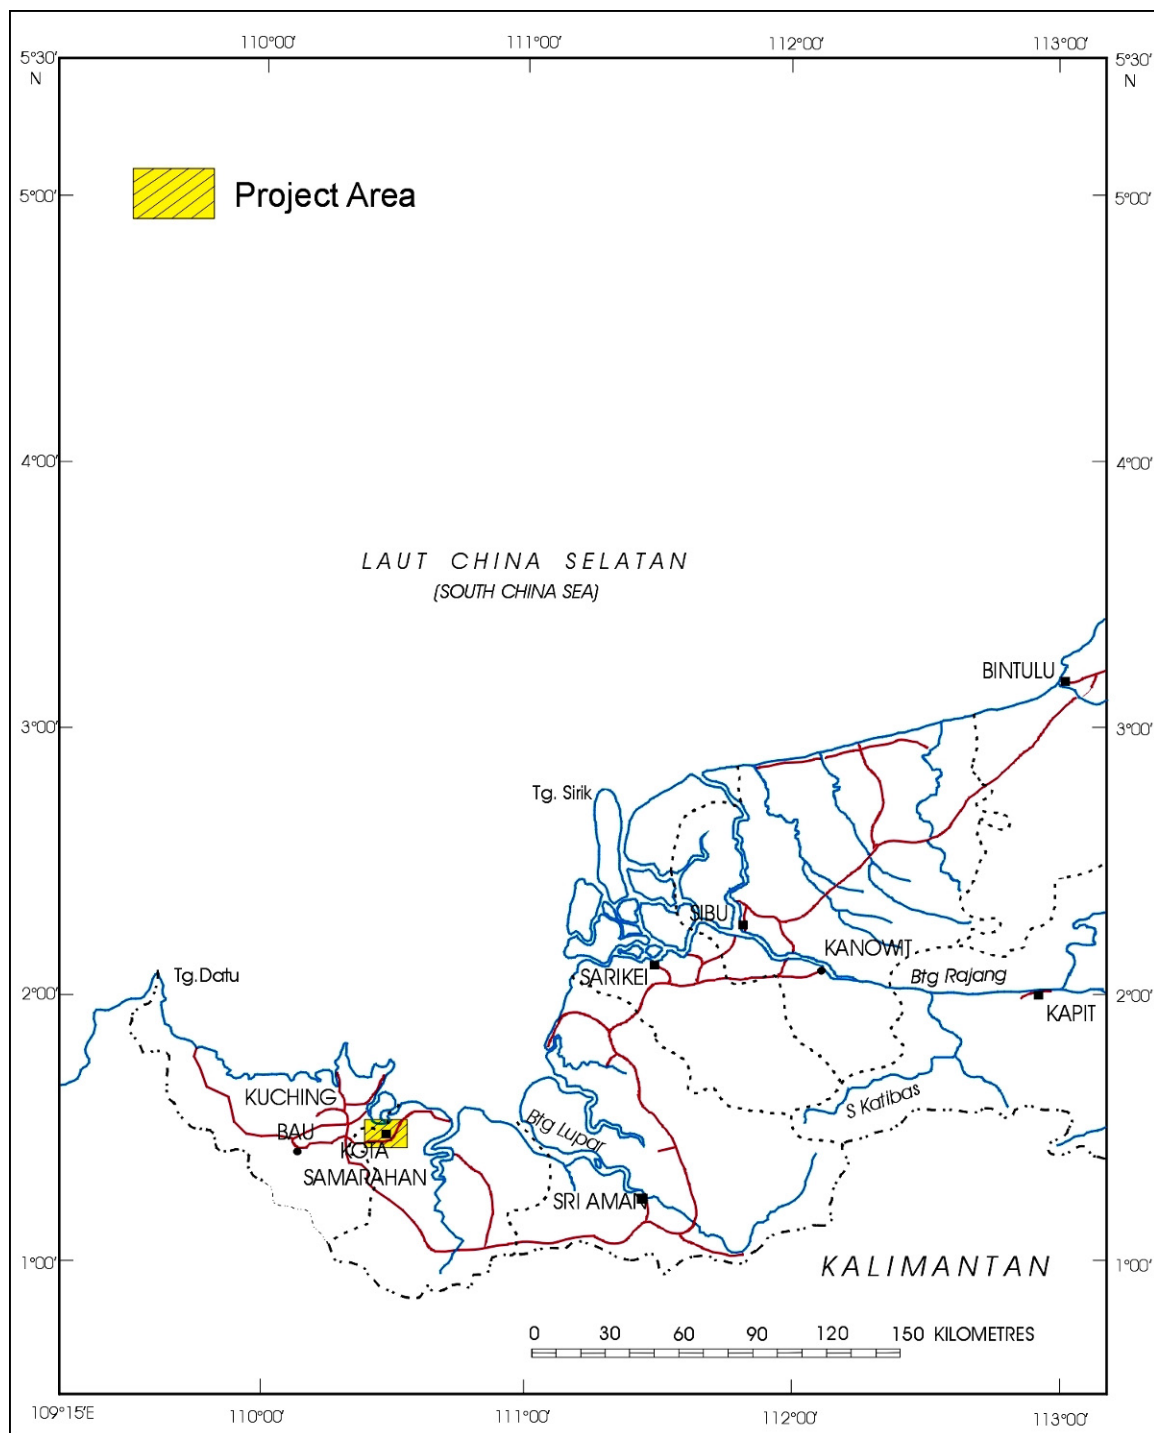 110°00′ 111°00′ 112°00′ 113°00′
5°30′ 5°30′
N N
Project Area
5°00′ 5°00′
4°00′ 4°00′
LAUT CHINA SELATAN
(SOUTH CHINA SEA)
BINTULU
3°00′ 3°00′
Tg. Sirik
SIBU
KANOWIT
Tg.Datu
SARIKEI
Btg Rajang
2°00′ 2°00′
KAPIT
KUCHING
S Katibas
BAU
Btg Lupar
KOTA
SAMARAHAN
SRI AMAN
1°00′ 1°00′
KALIMANTAN
0 30 60 90 120 150 KILOMETRES
109°15′E 110°00′ 111°00′ 112°00′ 113°00′